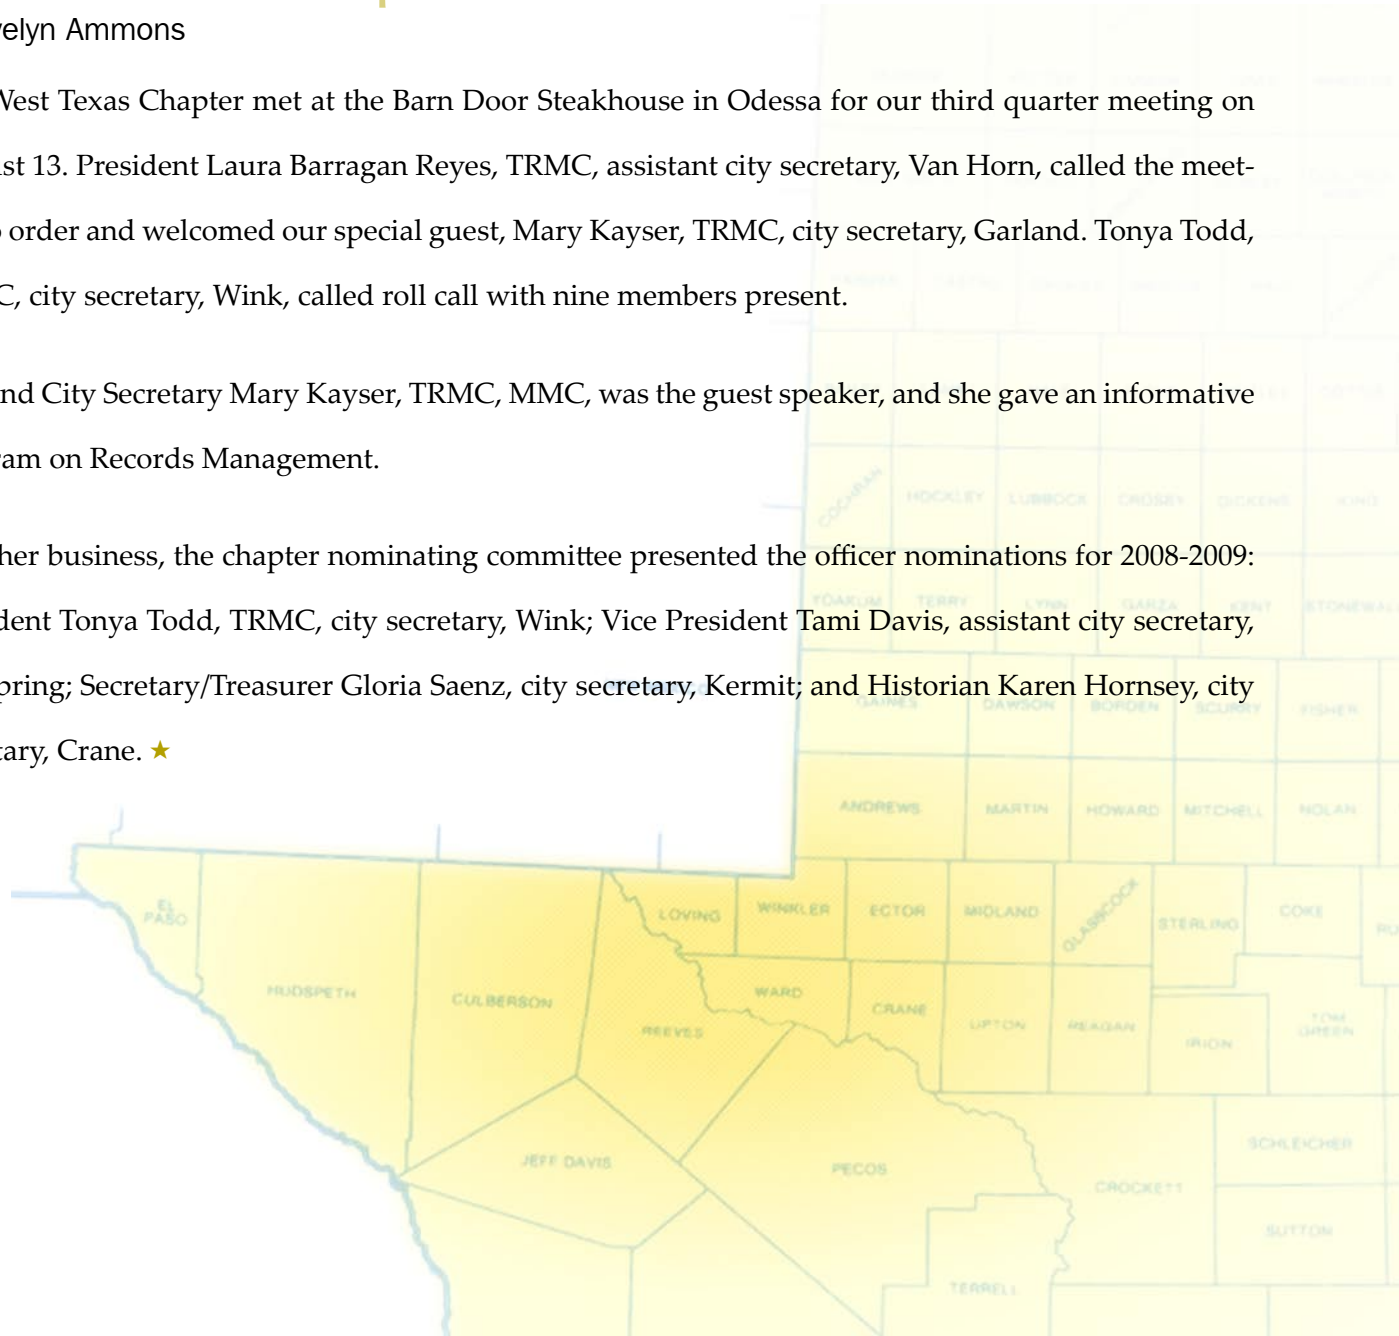 velyn Ammons
West Texas Chapter met at the Barn Door Steakhouse in Odessa for our third quarter meeting on
st 13. President Laura Barragan Reyes, TRMC, assistant city secretary, Van Horn, called the meet-
o order and welcomed our special guest, Mary Kayser, TRMC, city secretary, Garland. Tonya Todd,
C, city secretary, Wink, called roll call with nine members present.
nd City Secretary Mary Kayser, TRMC, MMC, was the guest speaker, and she gave an informative
ram on Records Management.
her business, the chapter nominating committee presented the officer nominations for 2008-2009:
dent Tonya Todd, TRMC, city secretary, Wink; Vice President Tami Davis, assistant city secretary,
pring; Secretary/Treasurer Gloria Saenz, city secretary, Kermit; and Historian Karen Hornsey, city
tary, Crane. ★
COCHRAN HOCKLEY LUBBOCK CROSBY DICKENS KING
YOAKUM TERRY LYNN GARZA KENT STONEWALL
GAINES DAWSON BORDEN SCURRY FISHER
ANDREWS MARTIN HOWARD MITCHELL NOLAN
EL
PASO
LOVING WINKLER ECTOR MIDLAND GLASSCOCK STERLING COKE RU
HUDSPETH CULBERSON REEVES WARD CRANE UPTON REAGAN IRION
TOM
GREEN
JEFF DAVIS PECOS CROCKETT SCHLEICHER
SUTTON
TERRELL